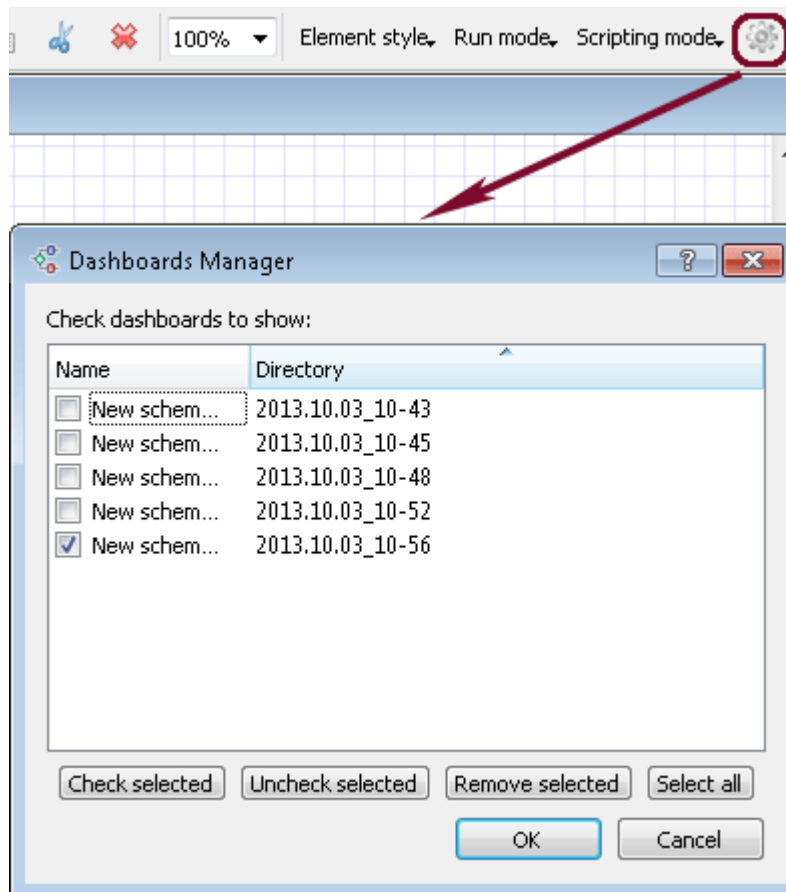 100% Element style Run mode Scripting mode
Dashboards Manager ?
Check dashboards to show:
Name Directory
New schem... 2013.10.03_10-43
New schem... 2013.10.03_10-45
New schem... 2013.10.03_10-48
New schem... 2013.10.03_10-52
New schem... 2013.10.03_10-56
Check selected Uncheck selected Remove selected Select all
OK Cancel